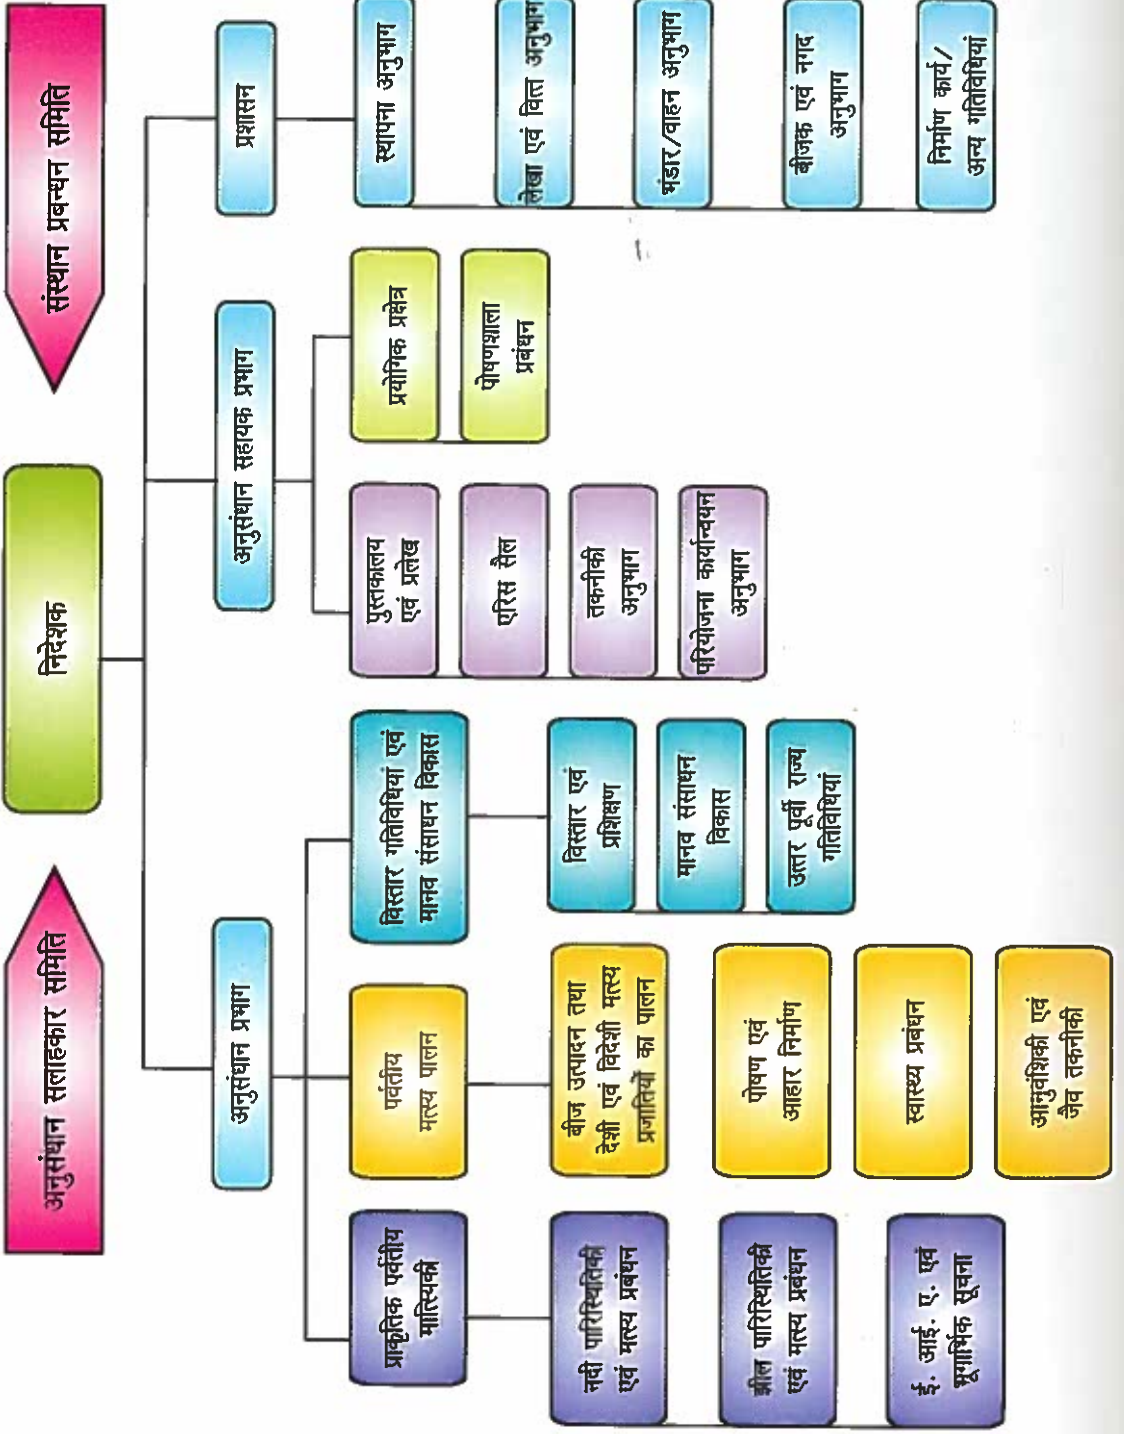 अनुसंधान सलाहकार समिति
निदेशक
संस्थान प्रबन्धन समिति
अनुसंधान प्रभाग
अनुसंधान सहायक प्रभाग
प्रशासन
प्राकृतिक पर्वतीय
मात्स्यिकी
पर्वतीय
मत्स्य पालन
विस्तार गतिविधियां एवं
मानव संसाधन विकास
पुस्तकालय
एवं प्रलेख
प्रयोगिक प्रक्षेत्र
स्थापना अनुभाग
नदी पारिस्थितिकी
एवं मत्स्य प्रबंधन
बीज उत्पादन तथा
देशी एवं विदेशी मत्स्य
प्रजातियों का पालन
विस्तार एवं
प्रशिक्षण
एरिस सैल
पोषणशाला
प्रबंधन
लेखा एवं वित्त अनुभाग
झील पारिस्थितिकी
एवं मत्स्य प्रबंधन
पोषण एवं
आहार निर्माण
मानव संसाधन
विकास
तकनीकी
अनुभाग
भंडार/वाहन अनुभाग
ई. आई. ए. एवं
भूगार्भिक सूचना
स्वास्थ्य प्रबंधन
उत्तर पूर्वी राज्य
गतिविधियां
परियोजना कार्यान्वयन
अनुभाग
बीजक एवं नगद
अनुभाग
आनुवंशिकी एवं
जैव तकनीकी
निर्माण कार्य/
अन्य गतिविधियां